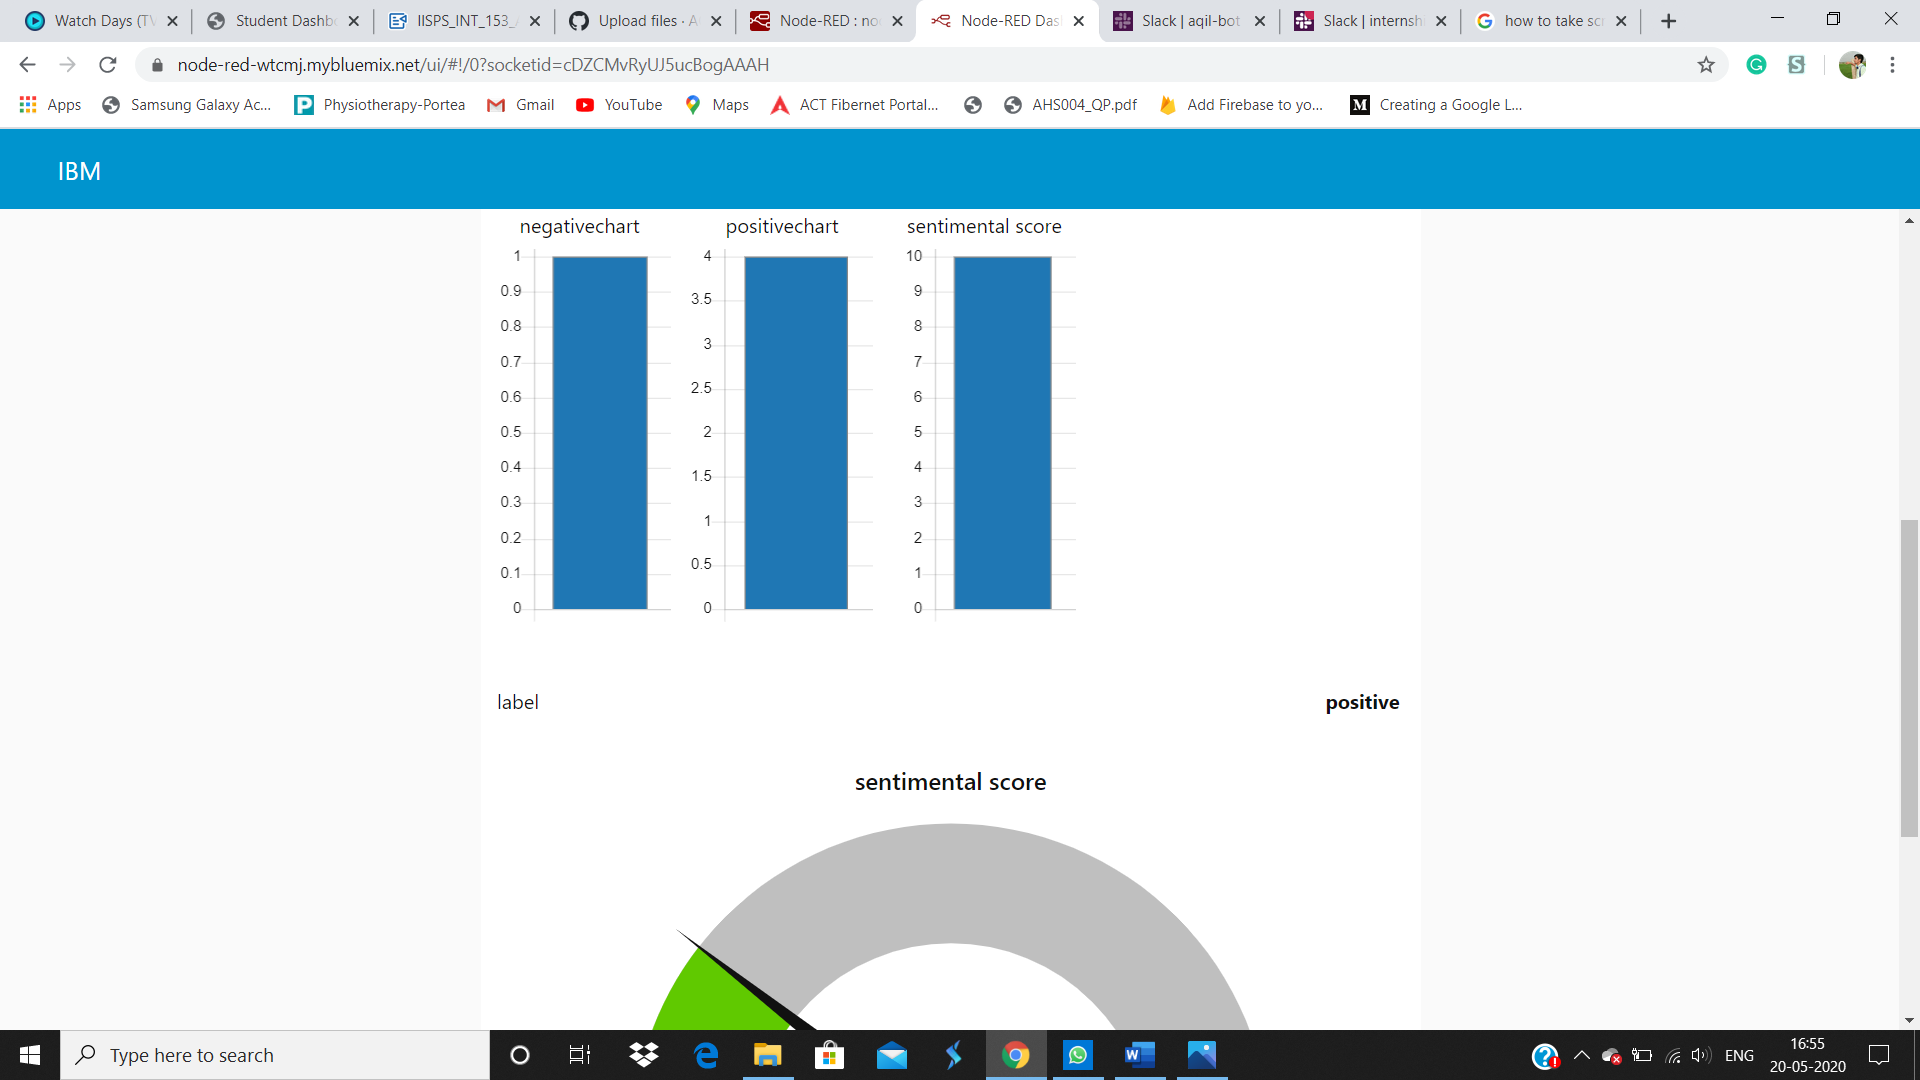 Watch Days (TV
Student Dashbo
IISPS_INT_153_
Upload files · A
Node-RED : no
Node-RED Das
Slack | aqil-bot
Slack | internsh
how to take scr
node-red-wtcmj.mybluemix.net/ui/#!/0?socketid=cDZCMvRyUJ5ucBogAAAH
Apps
Samsung Galaxy Ac...
Physiotherapy-Portea
Gmail
YouTube
Maps
ACT Fibernet Portal...
AHS004_QP.pdf
Add Firebase to yo...
Creating a Google L...
IBM
negativechart
1
0.9
0.8
0.7
0.6
0.5
0.4
0.3
0.2
0.1
0
positivechart
4
3.5
3
2.5
2
1.5
1
0.5
0
sentimental score
10
9
8
7
6
5
4
3
2
1
0
label
positive
sentimental score
Type here to search
ENG
16:55
20-05-2020